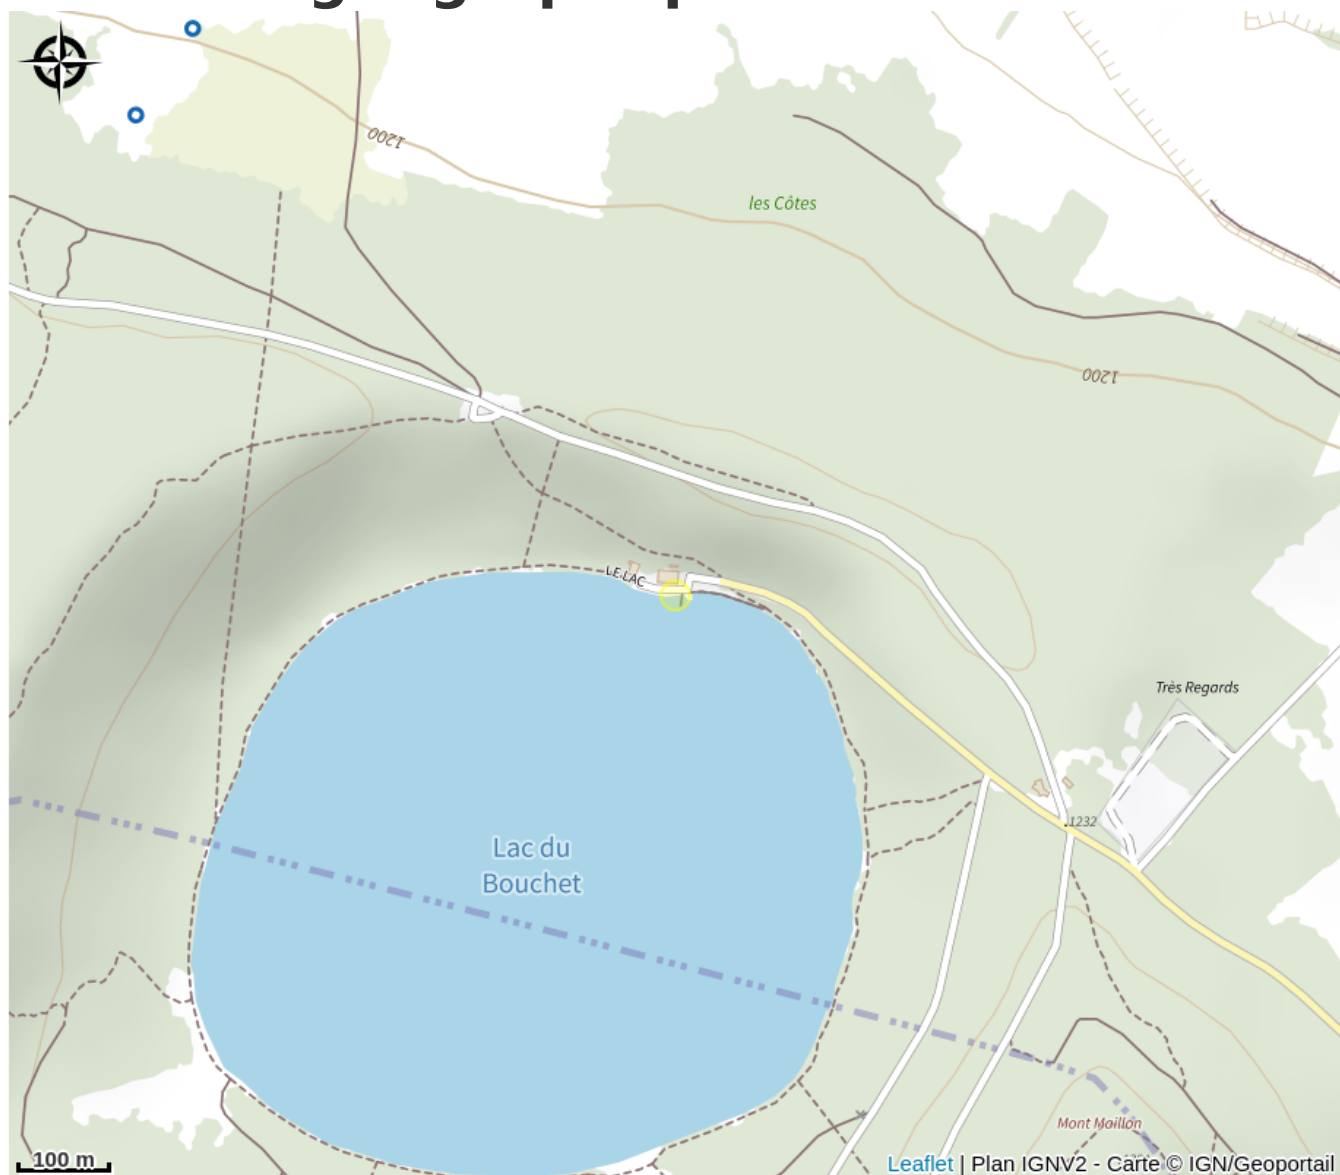 1200
les Côtes
1200
LE LAC
Très Regards
1232
Lac du
Bouchet
Mont Moillon
100 m
Leaflet | Plan IGNV2 - Carte © IGN/Geoportail